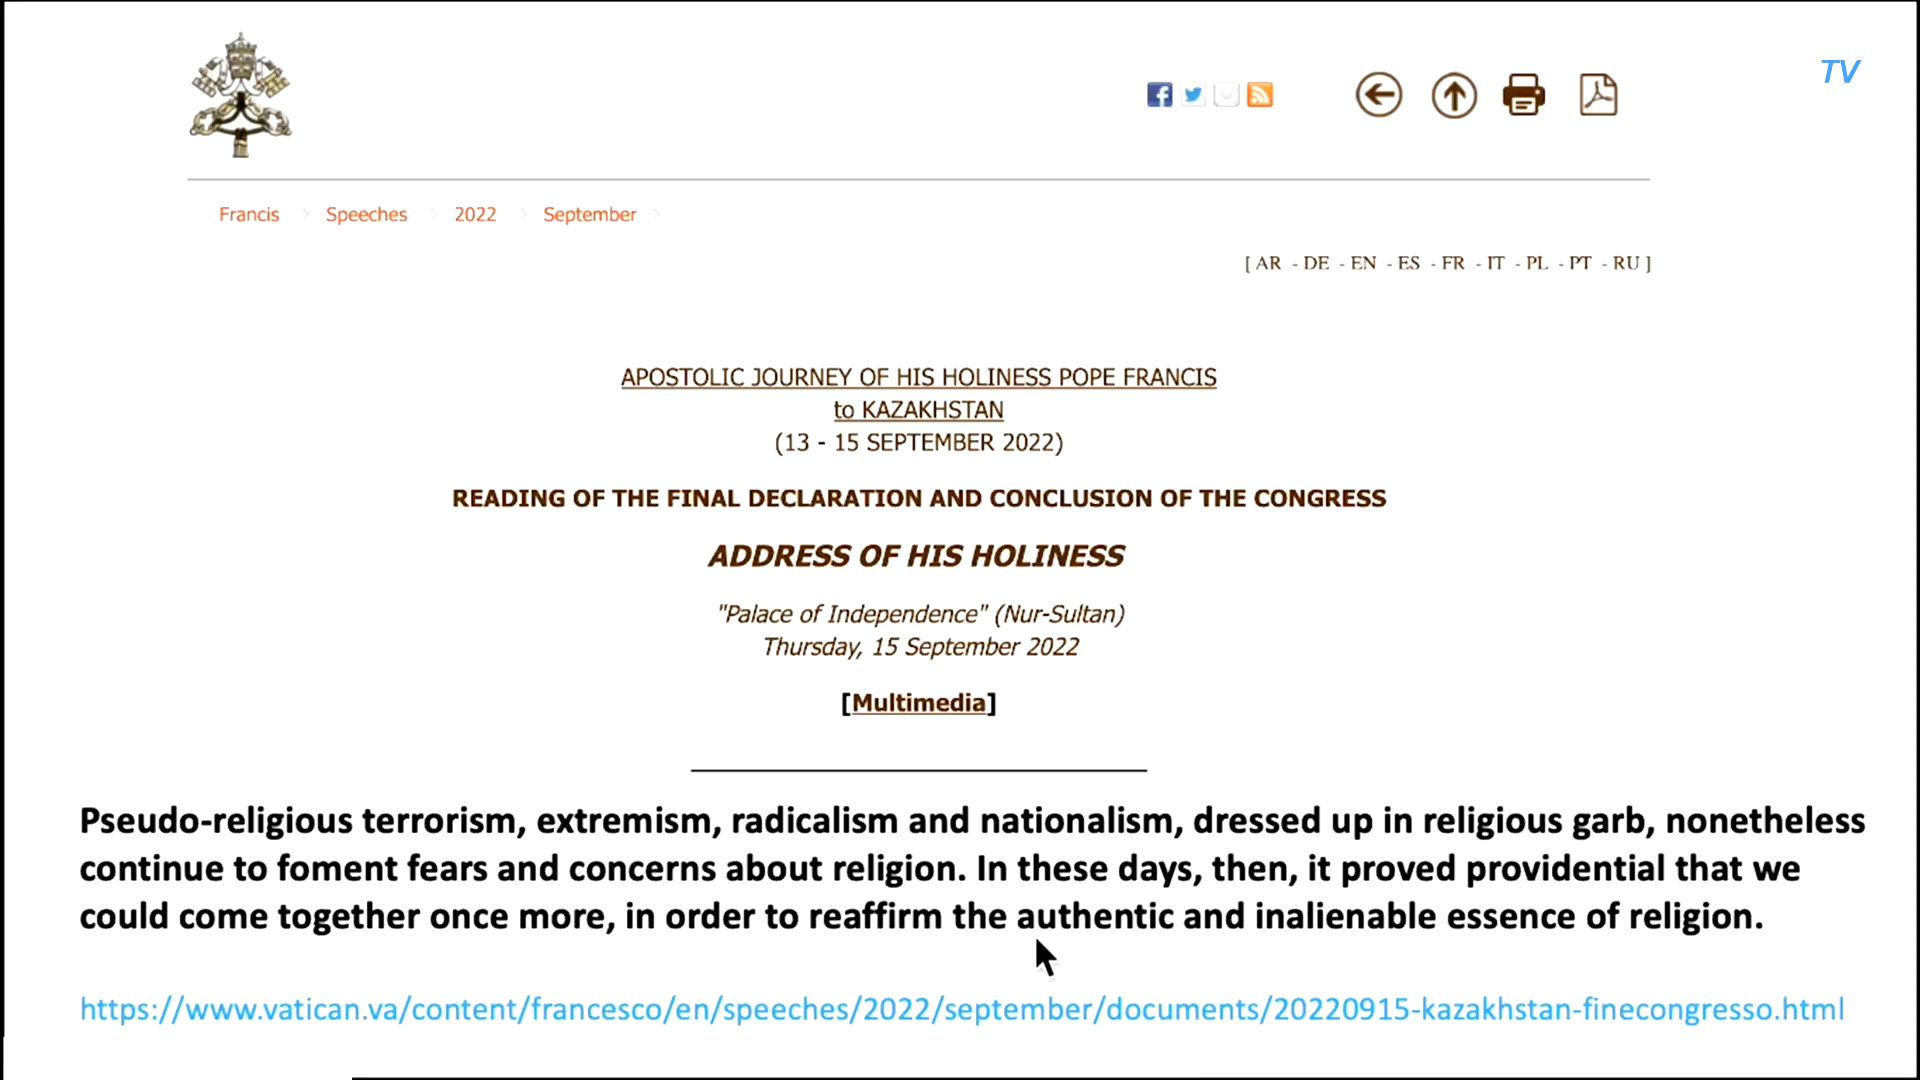 TV
Francis Speeches 2022 September
[ AR - DE - EN - ES - FR - IT - PL - PT - RU ]
APOSTOLIC JOURNEY OF HIS HOLINESS POPE FRANCIS
to KAZAKHSTAN
(13 - 15 SEPTEMBER 2022)
READING OF THE FINAL DECLARATION AND CONCLUSION OF THE CONGRESS
ADDRESS OF HIS HOLINESS
"Palace of Independence" (Nur-Sultan)
Thursday, 15 September 2022
[Multimedia]
Pseudo-religious terrorism, extremism, radicalism and nationalism, dressed up in religious garb, nonetheless
continue to foment fears and concerns about religion. In these days, then, it proved providential that we
could come together once more, in order to reaffirm the authentic and inalienable essence of religion.
https://www.vatican.va/content/francesco/en/speeches/2022/september/documents/20220915-kazakhstan-finecongresso.html